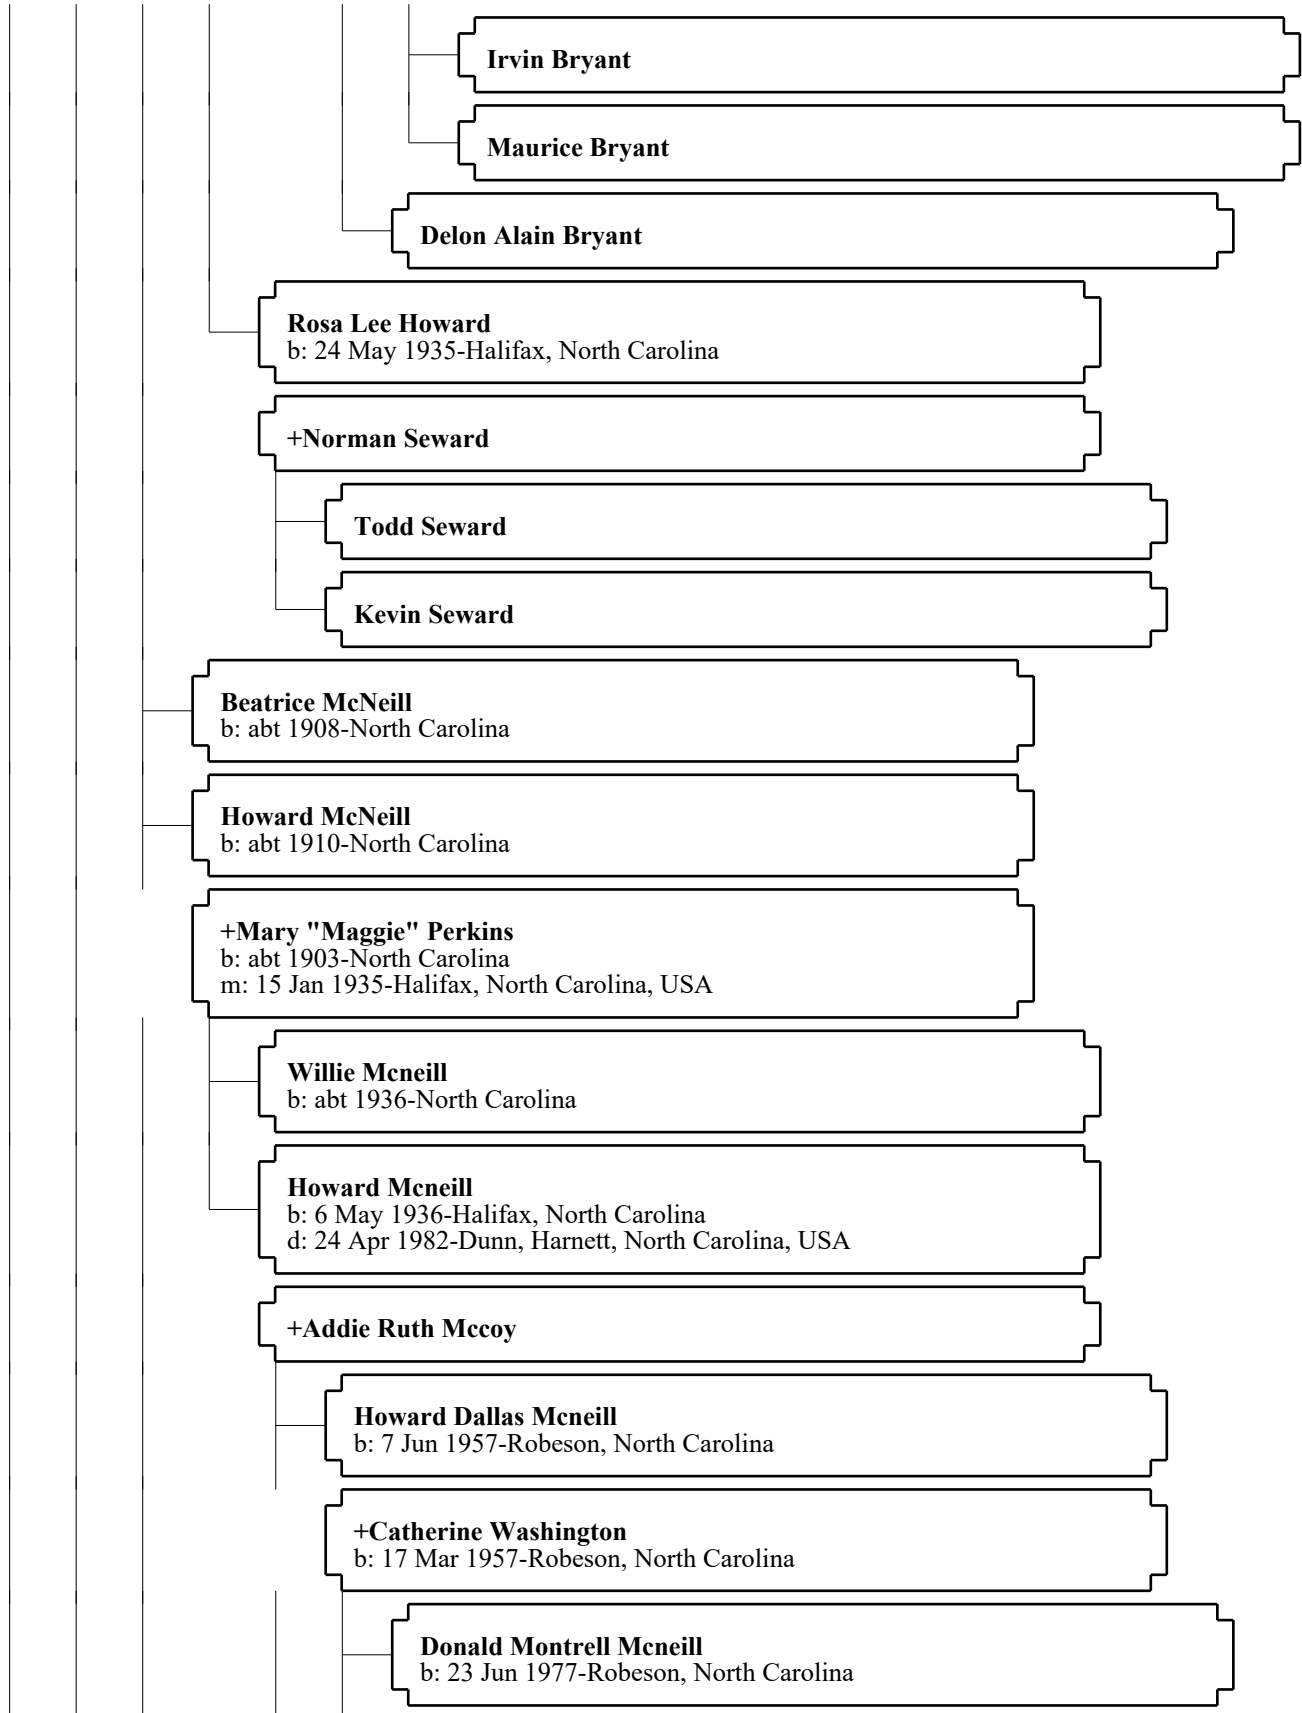 Irvin Bryant
Maurice Bryant
Delon Alain Bryant
Rosa Lee Howard
b: 24 May 1935-Halifax, North Carolina
+Norman Seward
Todd Seward
Kevin Seward
Beatrice McNeill
b: abt 1908-North Carolina
Howard McNeill
b: abt 1910-North Carolina
+Mary "Maggie" Perkins
b: abt 1903-North Carolina
m: 15 Jan 1935-Halifax, North Carolina, USA
Willie Mcneill
b: abt 1936-North Carolina
Howard Mcneill
b: 6 May 1936-Halifax, North Carolina
d: 24 Apr 1982-Dunn, Harnett, North Carolina, USA
+Addie Ruth Mccoy
Howard Dallas Mcneill
b: 7 Jun 1957-Robeson, North Carolina
+Catherine Washington
b: 17 Mar 1957-Robeson, North Carolina
Donald Montrell Mcneill
b: 23 Jun 1977-Robeson, North Carolina